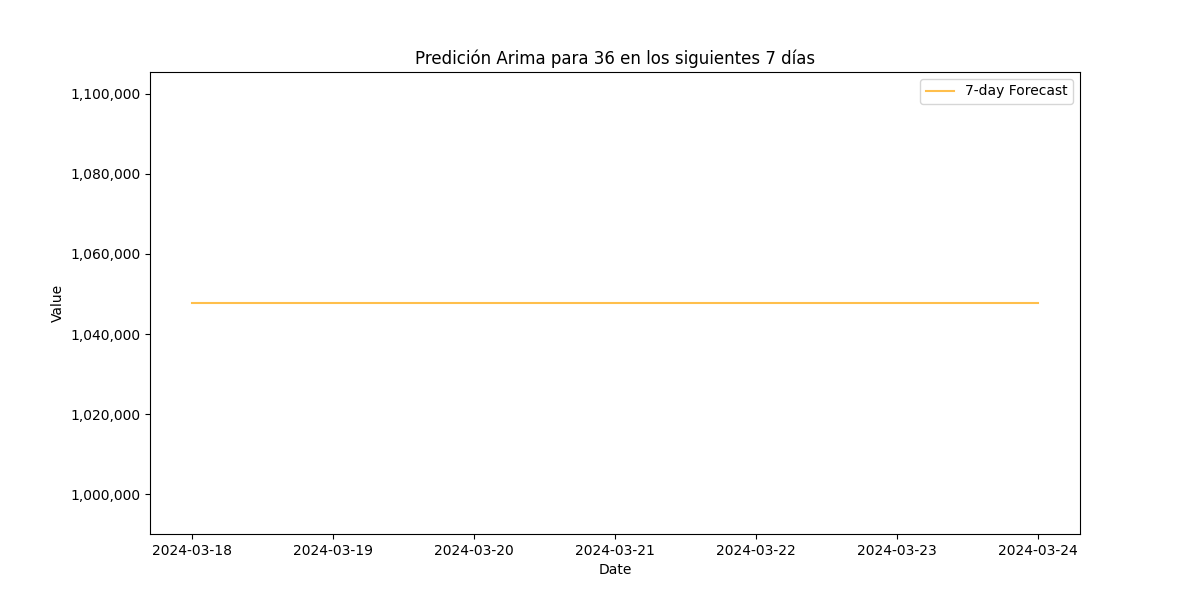 Predición Arima para 36 en los siguientes 7 días
7-day Forecast
1,100,000
1,080,000
1,060,000
1,040,000
1,020,000
1,000,000
Value
2024-03-18 2024-03-19 2024-03-20 2024-03-21 2024-03-22 2024-03-23 2024-03-24
Date